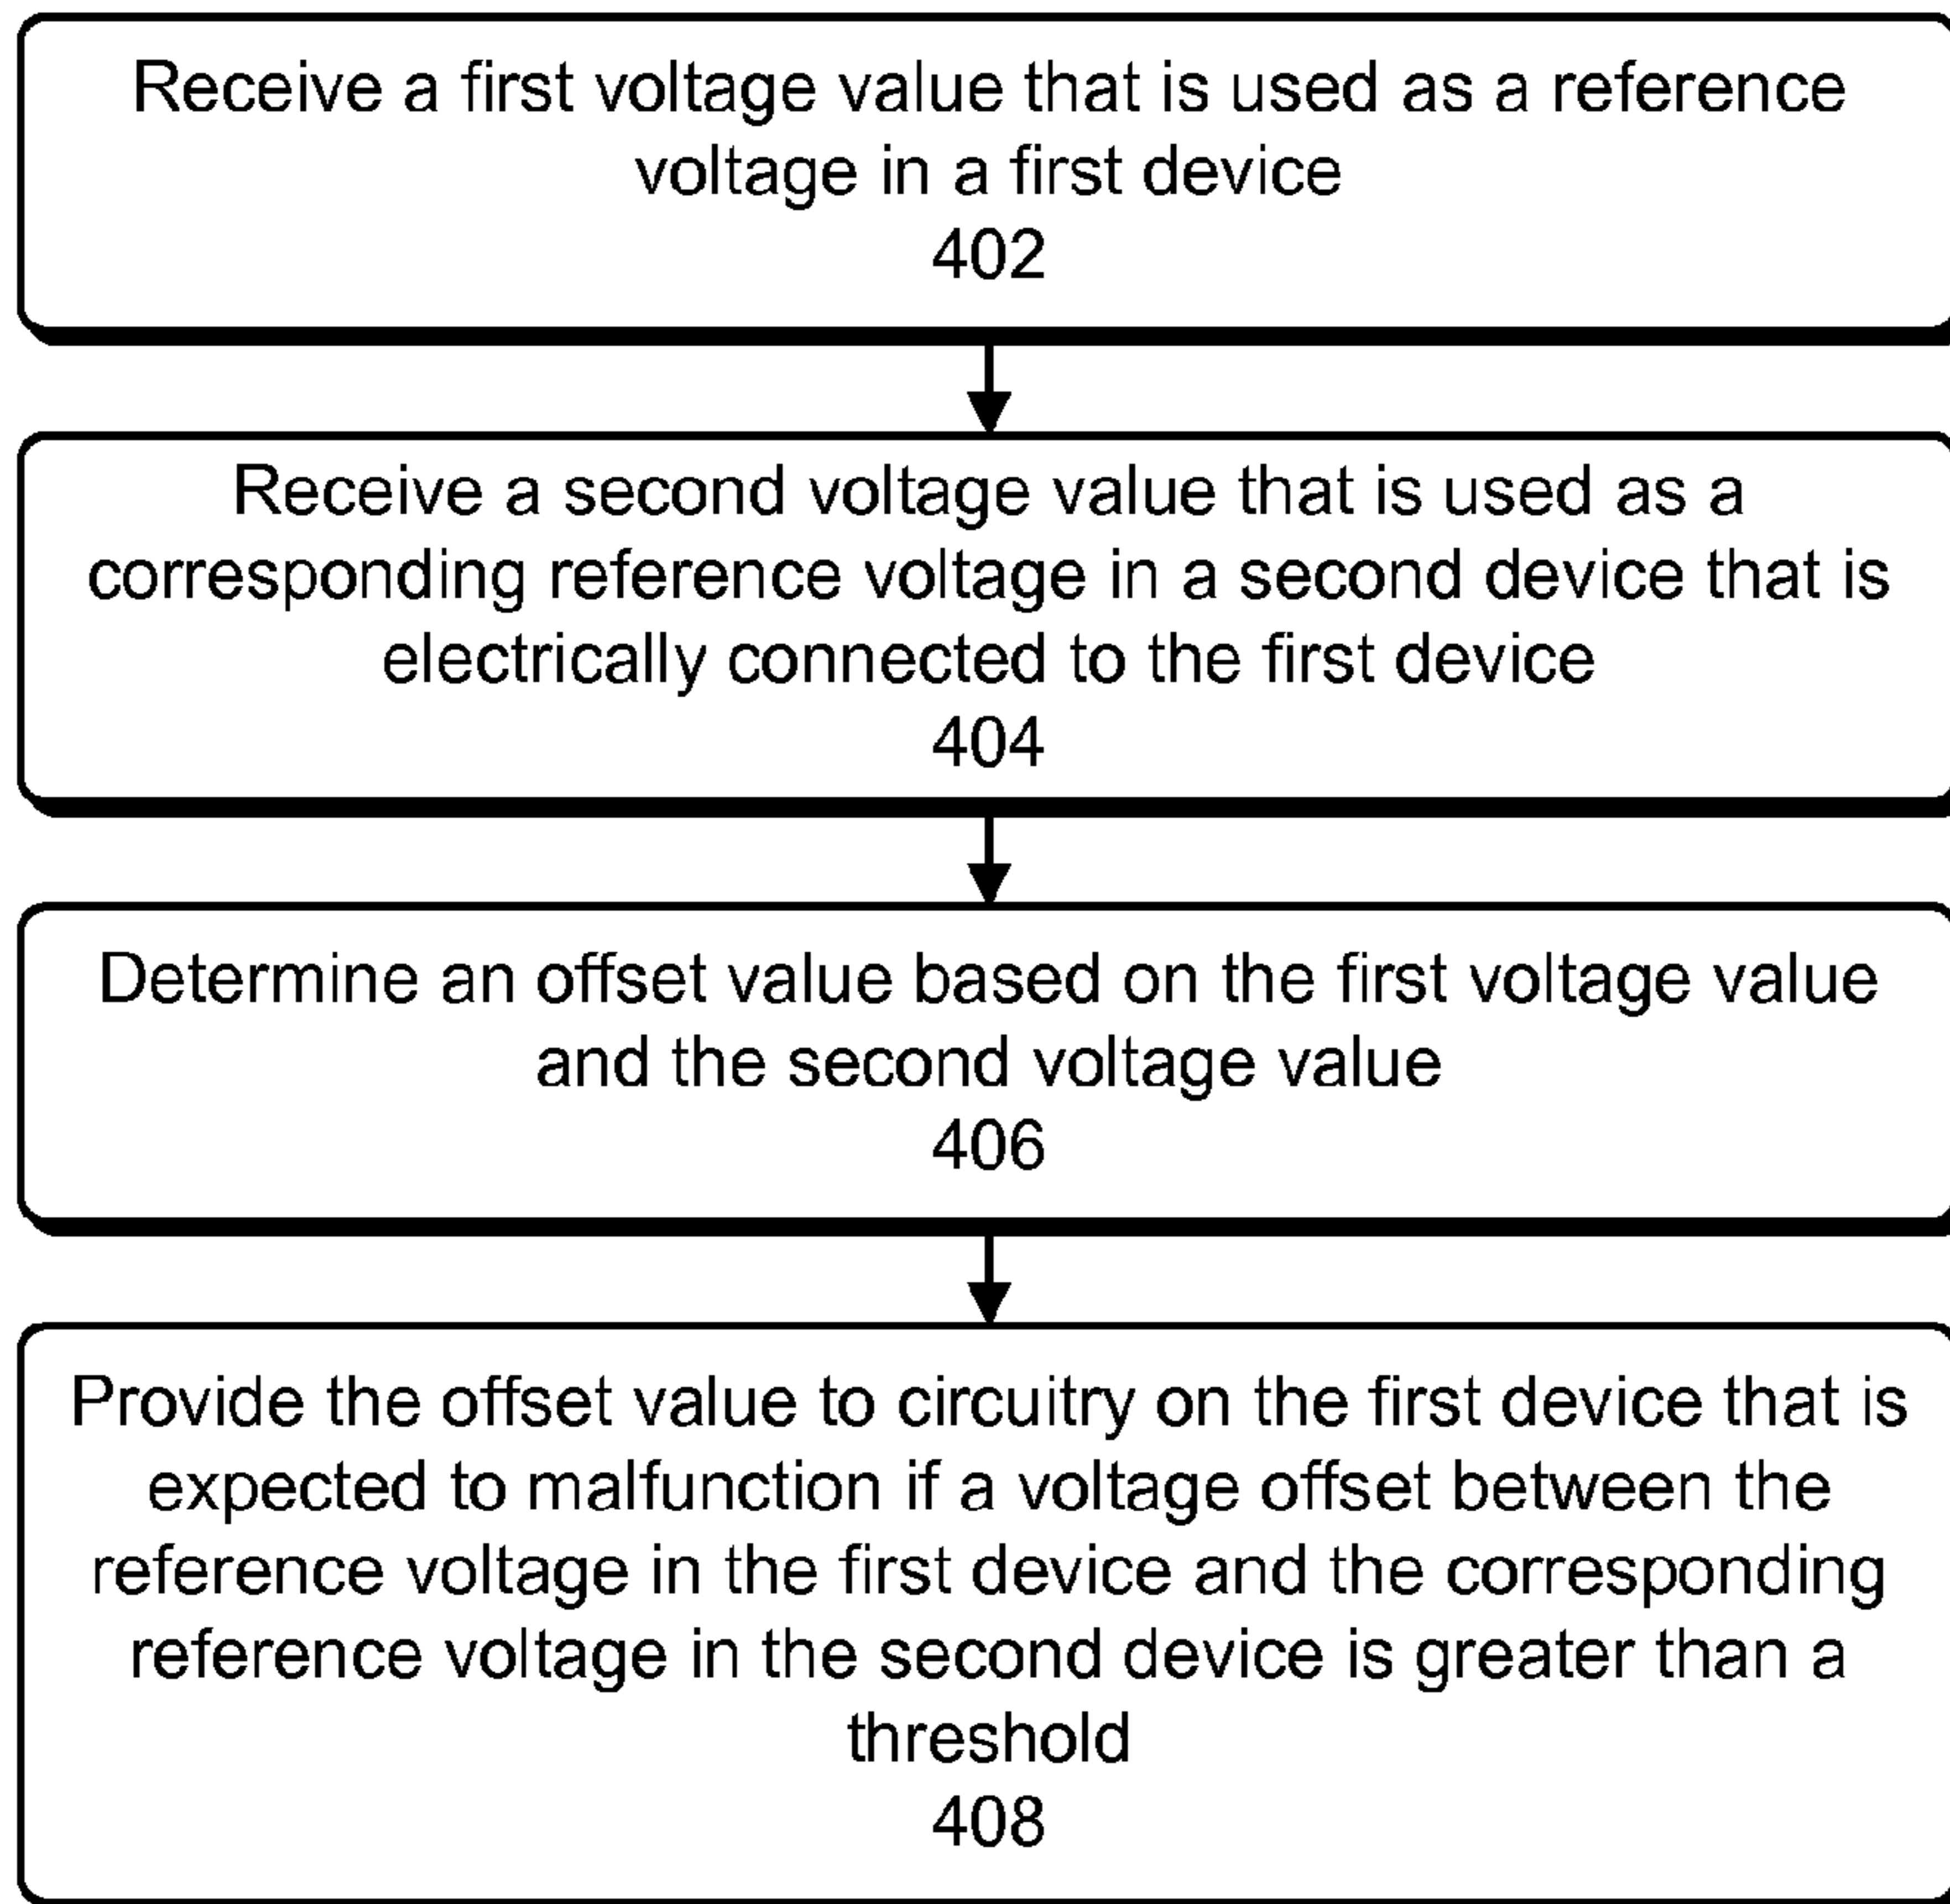 Receive a first voltage value that is used as a reference
voltage in a first device
402
Receive a second voltage value that is used as a
corresponding reference voltage in a second device that is
electrically connected to the first device
404
Determine an offset value based on the first voltage value
and the second voltage value
406
Provide the offset value to circuitry on the first device that is
expected to malfunction if a voltage offset between the
reference voltage in the first device and the corresponding
reference voltage in the second device is greater than a
threshold
408